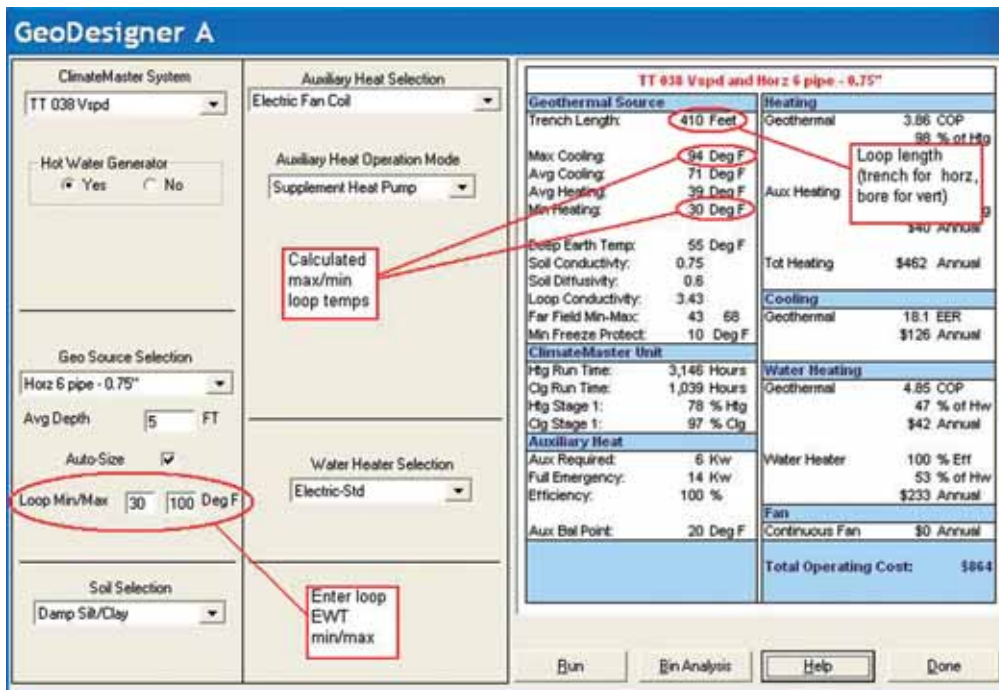 GeoDesigner A
ClimateMaster System
TT 038 Vspd
Hot Water Generator
Yes No
Geo Source Selection
Horz 6 pipe - 0.75"
Avg Depth 5 FT
Auto-Size
Loop Min/Max 30 100 Deg F
Soil Selection
Damp Silt/Clay
Auxiliary Heat Selection
Electric Fan Coil
Auxiliary Heat Operation Mode
Supplement Heat Pump
Calculated
max/min
loop temps
Water Heater Selection
Electric-Std
Enter loop
EWT
min/max
TT 038 Vspd and Horz 6 pipe - 0.75"
Geothermal Source
Trench Length: 410 Feet
Max Cooling: 94 Deg F
Avg Cooling: 71 Deg F
Avg Heating: 39 Deg F
Min Heating: 30 Deg F
Deep Earth Temp: 55 Deg F
Soil Conductivty: 0.75
Soil Diffusivity: 0.6
Loop Conductivity: 3.43
Far Field Min-Max: 43 68
Min Freeze Protect: 10 Deg F
ClimateMaster Unit
Htg Run Time: 3,146 Hours
Clg Run Time: 1,039 Hours
Htg Stage 1: 78 % Htg
Clg Stage 1: 97 % Clg
Auxiliary Heat
Aux Required: 6 Kw
Full Emergency: 14 Kw
Efficiency: 100 %
Aux Bal Point: 20 Deg F
Heating
Geothermal 3.86 COP
98 % of Htg
Loop length
(trench for horz,
bore for vert)
Aux Heating
$40 Annual
Tot Heating $462 Annual
Cooling
Geothermal 18.1 EER
$126 Annual
Water Heating
Geothermal 4.85 COP
47 % of Hw
$42 Annual
Water Heater 100 % Eff
53 % of Hw
$233 Annual
Fan
Continuous Fan $0 Annual
Total Operating Cost: $864
Run Bin Analysis Help Done